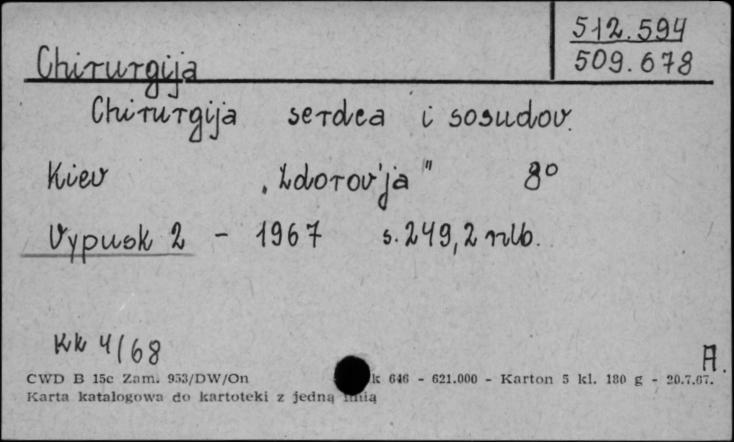 512.594
509.678
Chirurgija
Chirurgija serdca i sosudov.
Kiev „Zdorov'ja" 8°
Vypusk 2 - 1967 s. 249, 2 nlb.
Kk 4/68
A.
CWD B 15c Zam. 953/DW/On k 646 - 621.000 - Karton 5 kl. 180 g - 20.7.67.
Karta katalogowa do kartoteki z jedną linią